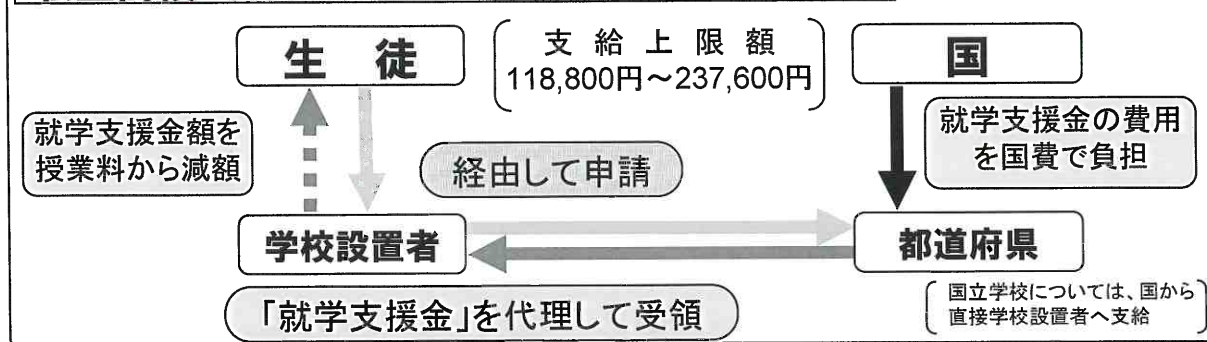 生徒
支給上限額
118,800円～237,600円
国
就学支援金額を
授業料から減額
経由して申請
就学支援金の費用
を国費で負担
学校設置者
都道府県
「就学支援金」を代理して受領
国立学校については、国から
直接学校設置者へ支給